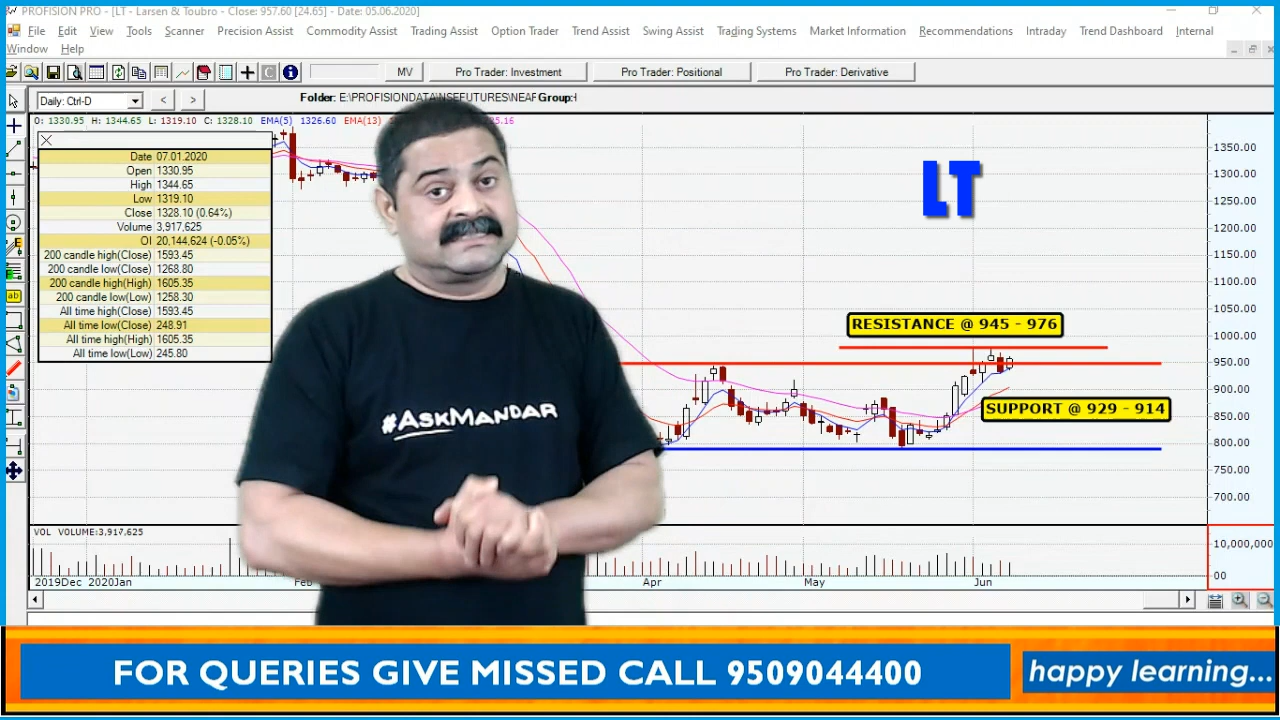 PROFISION PRO - [LT - Larsen & Toubro - Close: 957.60 [24.65] - Date: 05.06.2020]
File Edit View Tools Scanner Precision Assist Commodity Assist Trading Assist Option Trader Trend Assist Swing Assist Trading Systems Market Information Recommendations Intraday Trend Dashboard Internal
Window Help
MV Pro Trader: Investment Pro Trader: Positional Pro Trader: Derivative
Daily: Ctrl-D < > Folder: E:\PROFISIONDATA\NSEFUTURES\NEAF Group:
O: 1330.95 H: 1344.65 L: 1319.10 C: 1328.10 EMA(5) 1326.60 EMA(13)
Date 07.01.2020
Open 1330.95
High 1344.65
Low 1319.10
Close 1328.10 (0.64%)
Volume 3,917,625
OI 20,144,624 (-0.05%)
200 candle high(Close) 1593.45
200 candle low(Close) 1268.80
200 candle high(High) 1605.35
200 candle low(Low) 1258.30
All time high(Close) 1593.45
All time low(Close) 248.91
All time high(High) 1605.35
All time low(Low) 245.80
LT
1350.00
1300.00
1250.00
1200.00
1150.00
1100.00
1050.00
1000.00
950.00
900.00
850.00
800.00
750.00
700.00
RESISTANCE @ 945 - 976
SUPPORT @ 929 - 914
#AskMandar
VOL VOLUME:3,917,625
10,000,000
00
2019Dec 2020Jan Feb Apr May Jun
FOR QUERIES GIVE MISSED CALL 9509044400
happy learning...